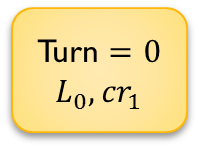 Turn = 0
L₀, cr₁